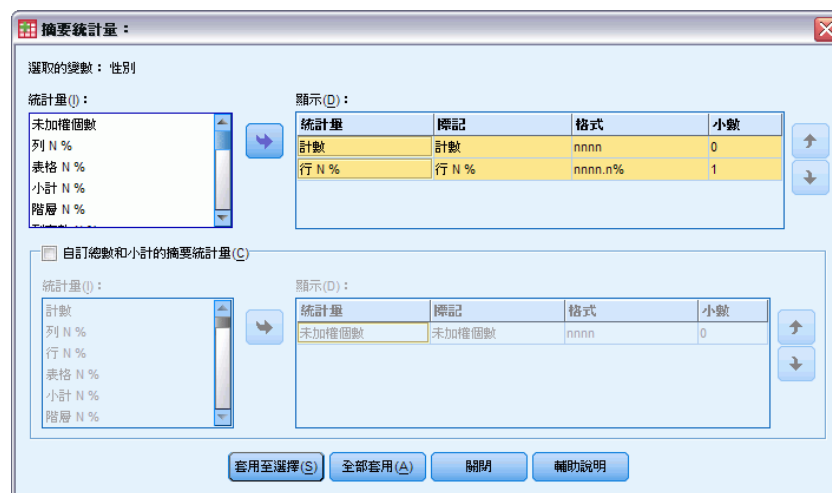 摘要統計量：
選取的變數： 性別
統計量(I)：
未加權個數
列 N %
表格 N %
小計 N %
階層 N %
顯示(D)：
統計量 標記 格式 小數
計數 計數 nnnn 0
行 N % 行 N % nnnn.n% 1
自訂總數和小計的摘要統計量(C)
統計量(I)：
計數
列 N %
行 N %
表格 N %
小計 N %
階層 N %
顯示(D)：
統計量 標記 格式 小數
未加權個數 未加權個數 nnnn 0
套用至選擇(S) 全部套用(A) 關閉 輔助說明